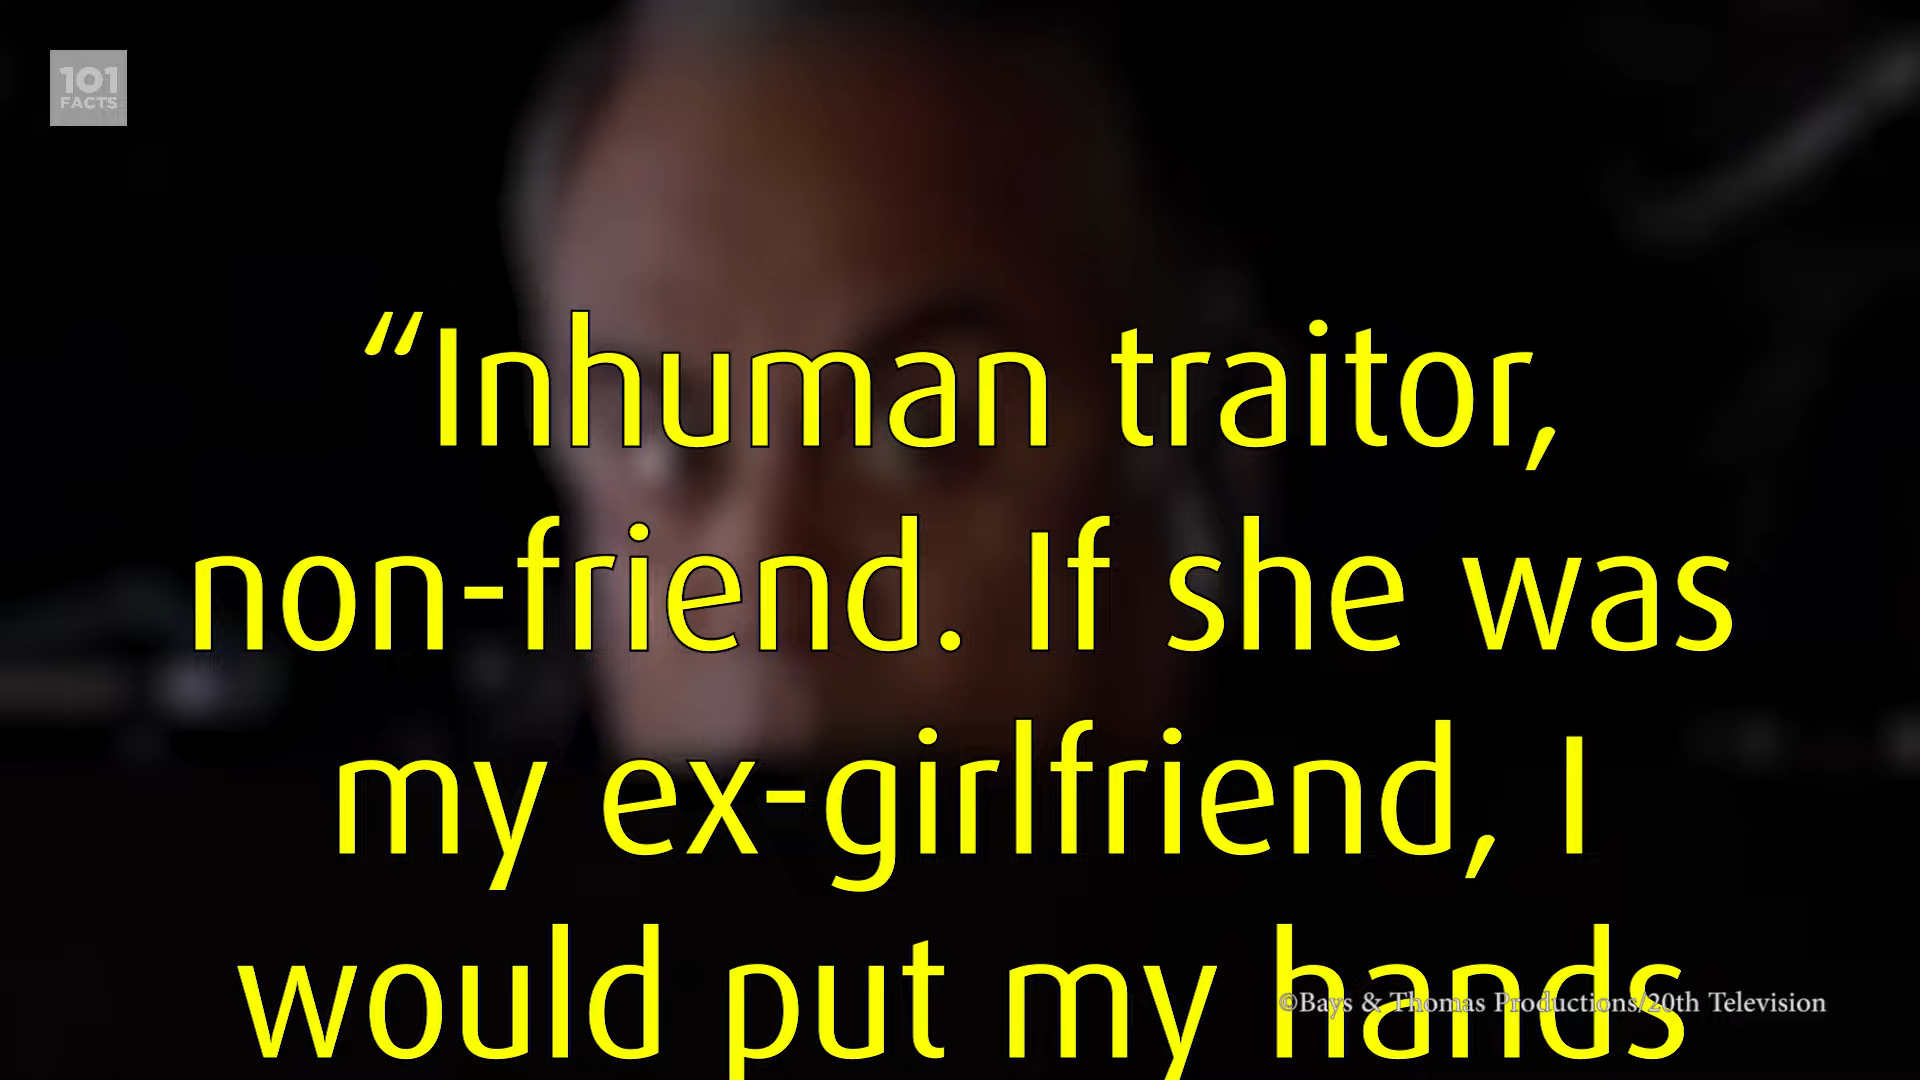 101
FACTS
“Inhuman traitor,
non-friend. If she was
my ex-girlfriend, I
would put my hands
©Bays & Thomas Productions/20th Television